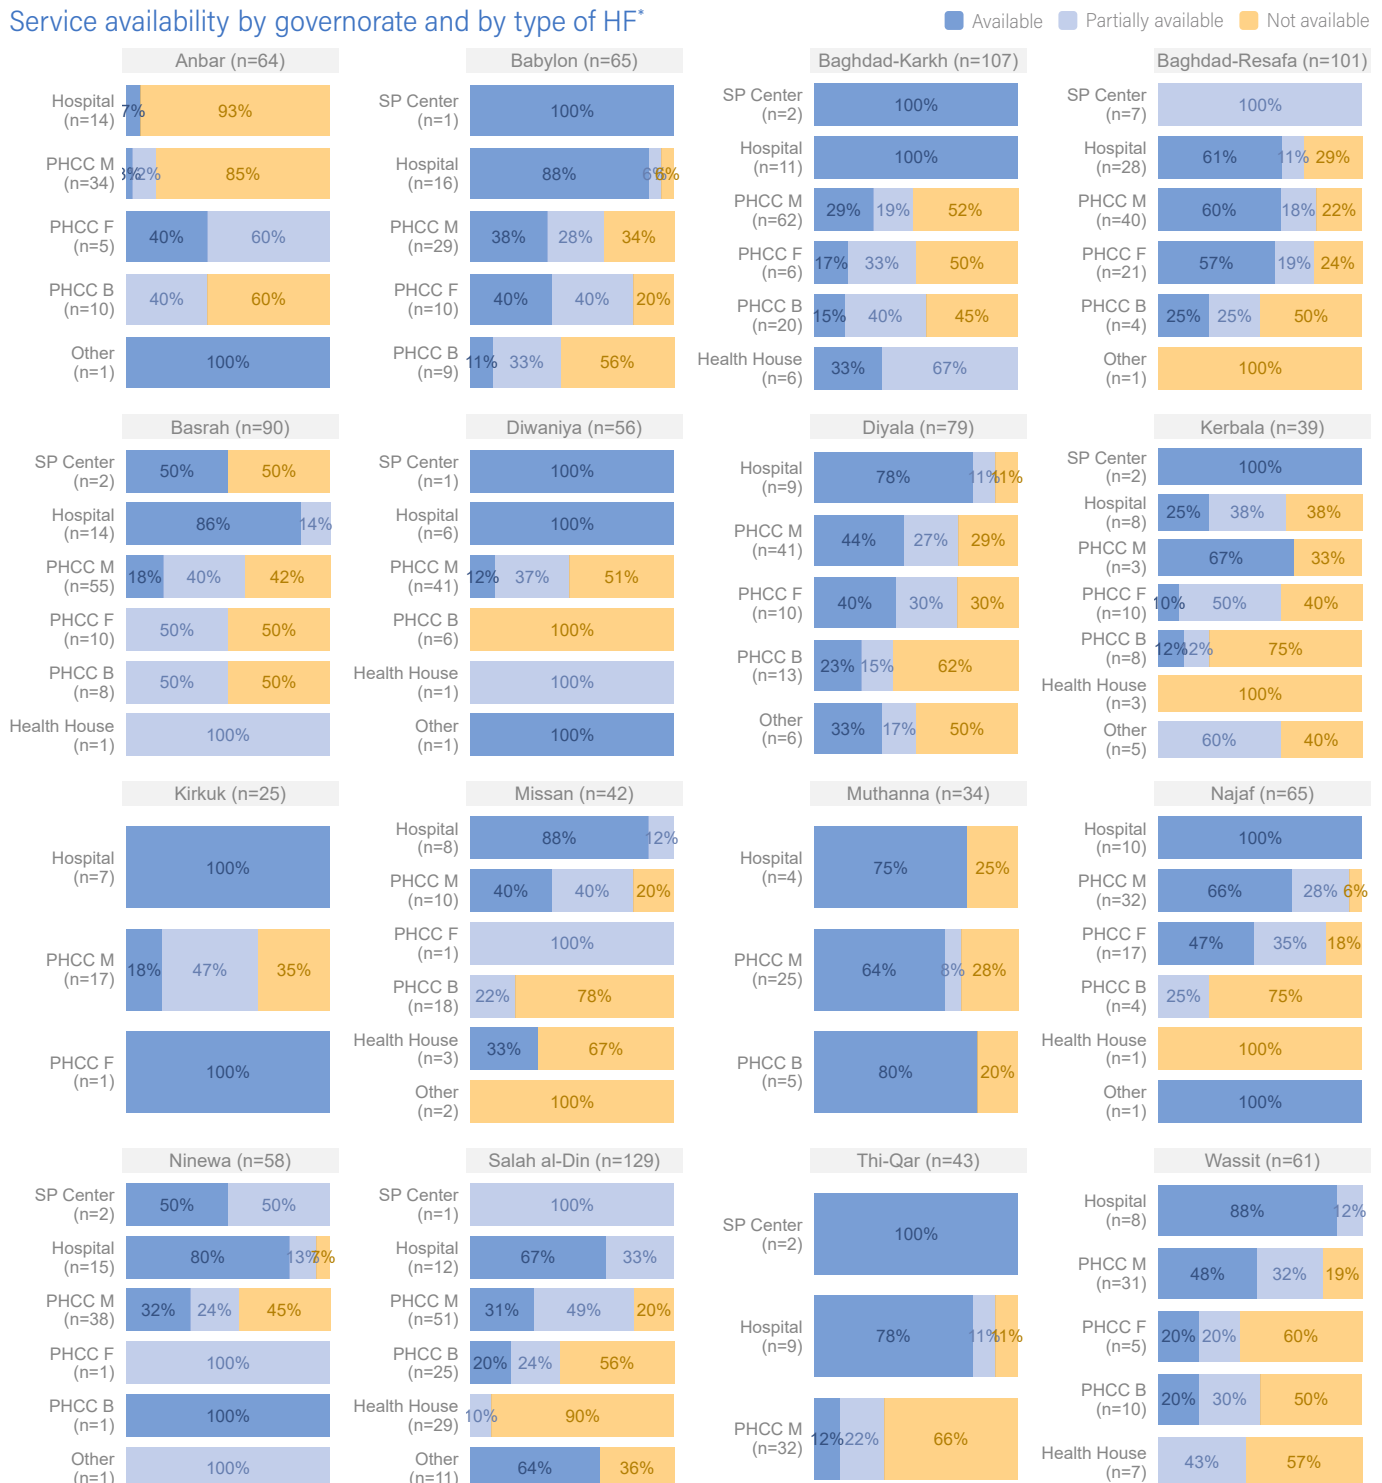 Service availability by governorate and by type of HF*
Available Partially available Not available
Anbar (n=64)
Hospital (n=14) 7% 93%
PHCC M (n=34) 3% 12% 85%
PHCC F (n=5) 40% 60%
PHCC B (n=10) 40% 60%
Other (n=1) 100%
Babylon (n=65)
SP Center (n=1) 100%
Hospital (n=16) 88% 6% 6%
PHCC M (n=29) 38% 28% 34%
PHCC F (n=10) 40% 40% 20%
PHCC B (n=9) 11% 33% 56%
Baghdad-Karkh (n=107)
SP Center (n=2) 100%
Hospital (n=11) 100%
PHCC M (n=62) 29% 19% 52%
PHCC F (n=6) 17% 33% 50%
PHCC B (n=20) 15% 40% 45%
Health House (n=6) 33% 67%
Baghdad-Resafa (n=101)
SP Center (n=7) 100%
Hospital (n=28) 61% 11% 29%
PHCC M (n=40) 60% 18% 22%
PHCC F (n=21) 57% 19% 24%
PHCC B (n=4) 25% 25% 50%
Other (n=1) 100%
Basrah (n=90)
SP Center (n=2) 50% 50%
Hospital (n=14) 86% 14%
PHCC M (n=55) 18% 40% 42%
PHCC F (n=10) 50% 50%
PHCC B (n=8) 50% 50%
Health House (n=1) 100%
Diwaniya (n=56)
SP Center (n=1) 100%
Hospital (n=6) 100%
PHCC M (n=41) 12% 37% 51%
PHCC B (n=6) 100%
Health House (n=1) 100%
Other (n=1) 100%
Diyala (n=79)
Hospital (n=9) 78% 11% 11%
PHCC M (n=41) 44% 27% 29%
PHCC F (n=10) 40% 30% 30%
PHCC B (n=13) 23% 15% 62%
Other (n=6) 33% 17% 50%
Kerbala (n=39)
SP Center (n=2) 100%
Hospital (n=8) 25% 38% 38%
PHCC M (n=3) 67% 33%
PHCC F (n=10) 10% 50% 40%
PHCC B (n=8) 12% 12% 75%
Health House (n=3) 100%
Other (n=5) 60% 40%
Kirkuk (n=25)
Hospital (n=7) 100%
PHCC M (n=17) 18% 47% 35%
PHCC F (n=1) 100%
Missan (n=42)
Hospital (n=8) 88% 12%
PHCC M (n=10) 40% 40% 20%
PHCC F (n=1) 100%
PHCC B (n=18) 22% 78%
Health House (n=3) 33% 67%
Other (n=2) 100%
Muthanna (n=34)
Hospital (n=4) 75% 25%
PHCC M (n=25) 64% 8% 28%
PHCC B (n=5) 80% 20%
Najaf (n=65)
Hospital (n=10) 100%
PHCC M (n=32) 66% 28% 6%
PHCC F (n=17) 47% 35% 18%
PHCC B (n=4) 25% 75%
Health House (n=1) 100%
Other (n=1) 100%
Ninewa (n=58)
SP Center (n=2) 50% 50%
Hospital (n=15) 80% 13% 7%
PHCC M (n=38) 32% 24% 45%
PHCC F (n=1) 100%
PHCC B (n=1) 100%
Other (n=1) 100%
Salah al-Din (n=129)
SP Center (n=1) 100%
Hospital (n=12) 67% 33%
PHCC M (n=51) 31% 49% 20%
PHCC B (n=25) 20% 24% 56%
Health House (n=29) 10% 90%
Other (n=11) 64% 36%
Thi-Qar (n=43)
SP Center (n=2) 100%
Hospital (n=9) 78% 11% 11%
PHCC M (n=32) 12% 22% 66%
Wassit (n=61)
Hospital (n=8) 88% 12%
PHCC M (n=31) 48% 32% 19%
PHCC F (n=5) 20% 20% 60%
PHCC B (n=10) 20% 30% 50%
Health House (n=7) 43% 57%